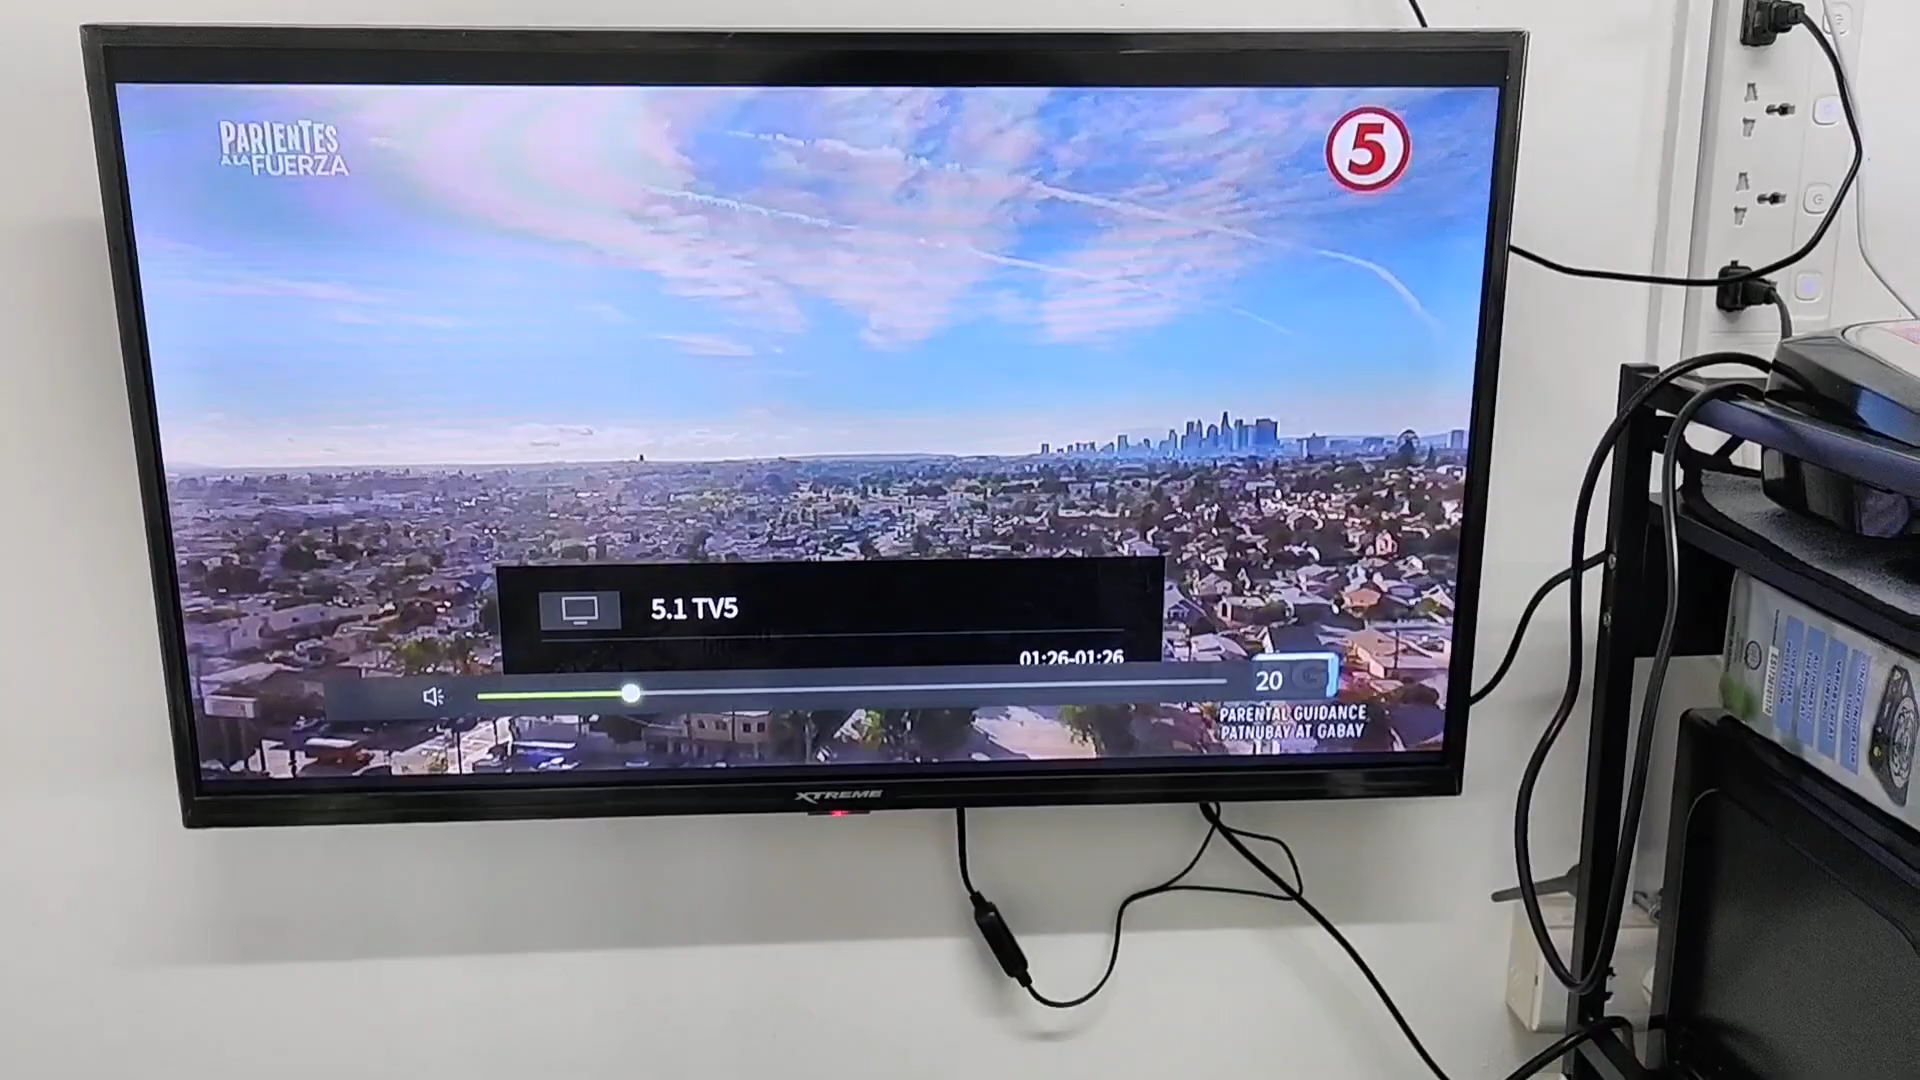 PARIENTES
A LA FUERZA
5
5.1 TV5
01:26-01:26
20
PARENTAL GUIDANCE
PATNUBAY AT GABAY
XTREME